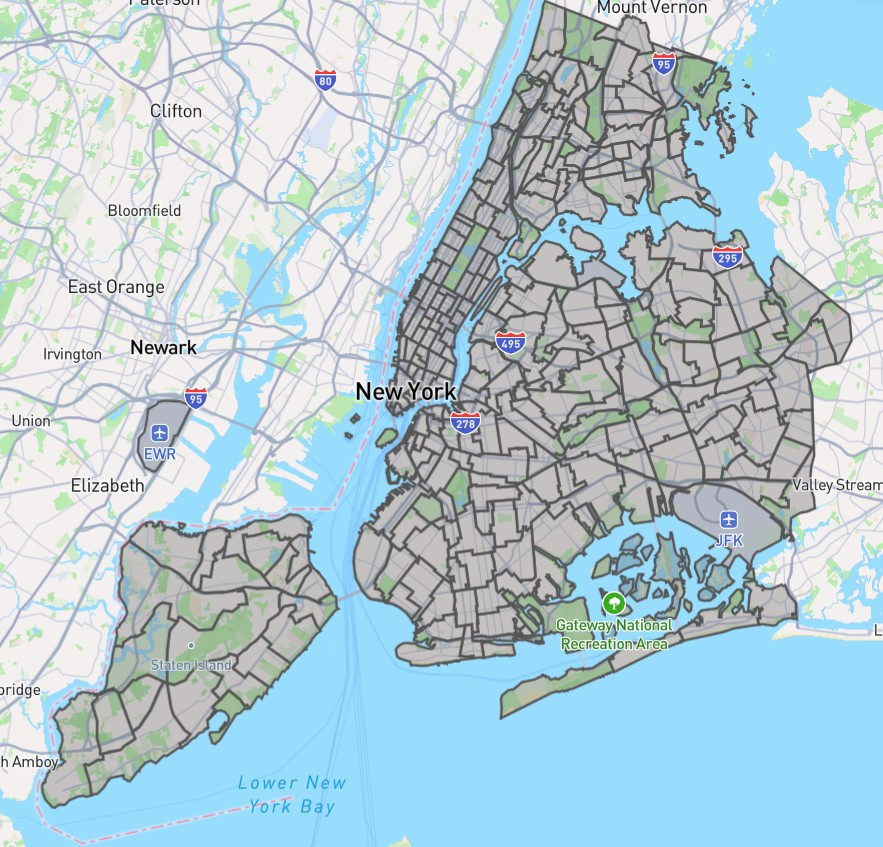 Paterson
Mount Vernon
95
80
Clifton
Bloomfield
295
East Orange
495
Newark
Irvington
New York
95
Union
278
EWR
Elizabeth
Valley Stream
JFK
Gateway National
Recreation Area
L
Staten Island
bridge
h Amboy
Lower New
York Bay